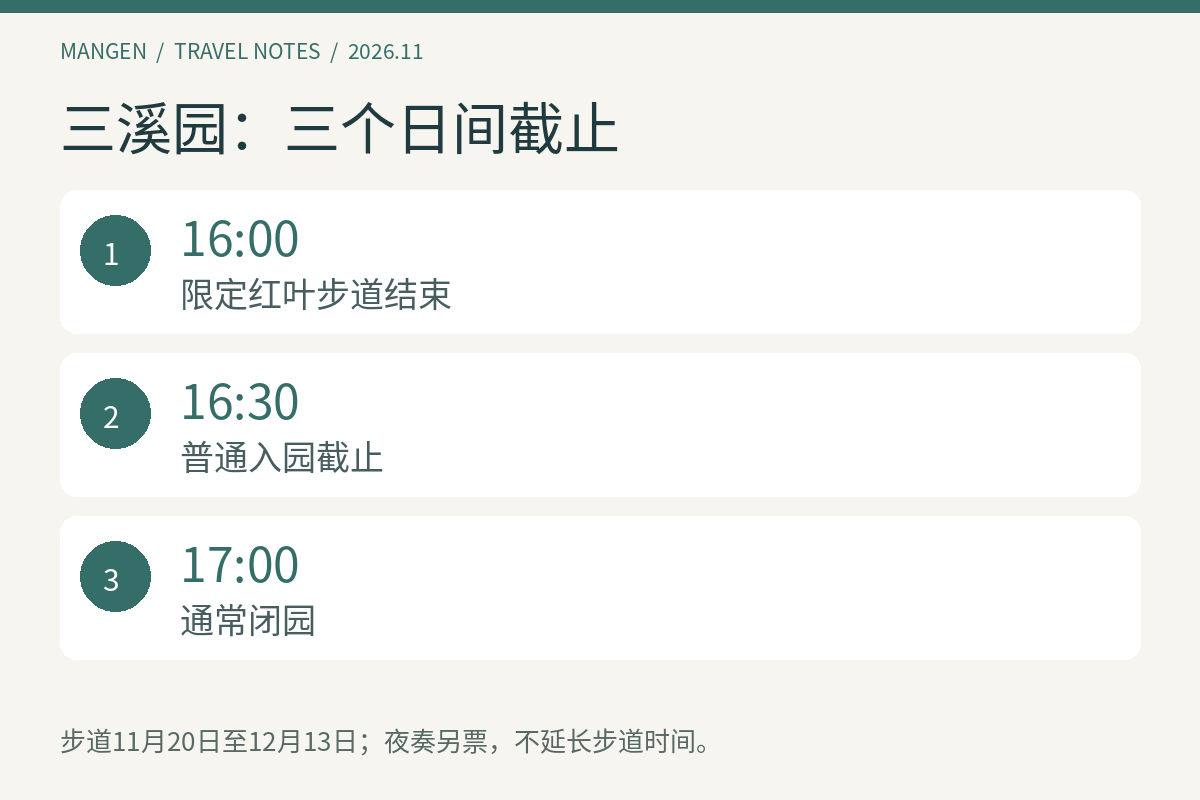 MANGEN / TRAVEL NOTES / 2026.11
三溪园：三个日间截止
1
16:00
限定红叶步道结束
2
16:30
普通入园截止
3
17:00
通常闭园
步道11月20日至12月13日；夜奏另票，不延长步道时间。